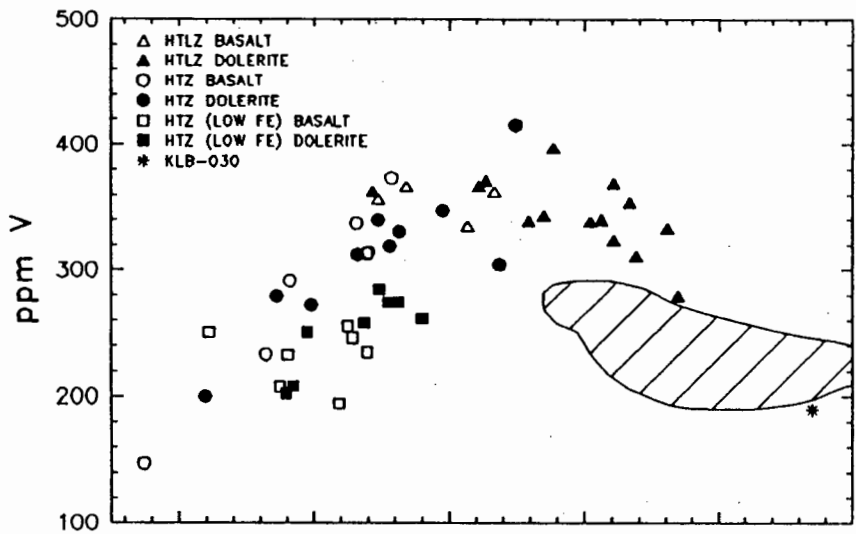 500
400
300
200
100
ppm V
HTLZ BASALT
HTLZ DOLERITE
HTZ BASALT
HTZ DOLERITE
HTZ (LOW FE) BASALT
HTZ (LOW FE) DOLERITE
KLB-030